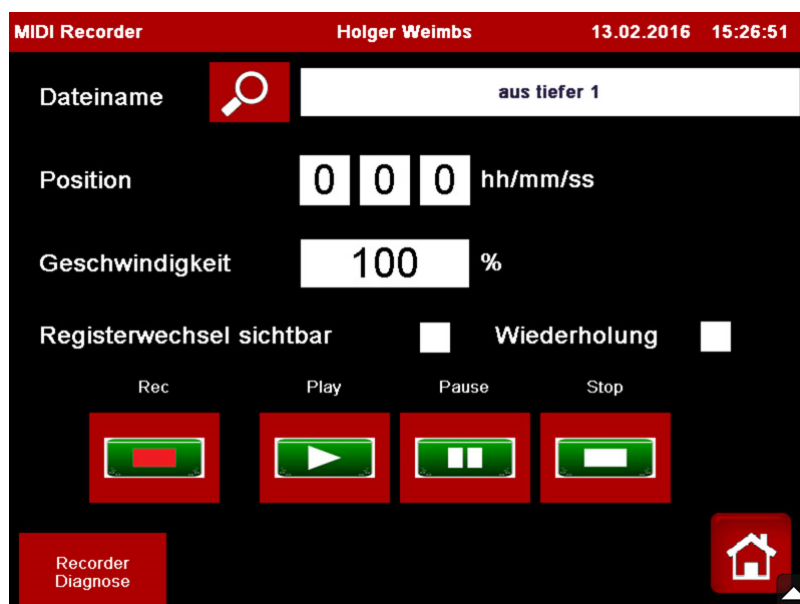 MIDI Recorder Holger Weimbs 13.02.2016 15:26:51
Dateiname aus tiefer 1
Position 0 0 0 hh/mm/ss
Geschwindigkeit 100 %
Registerwechsel sichtbar Wiederholung
Rec Play Pause Stop
Recorder
Diagnose